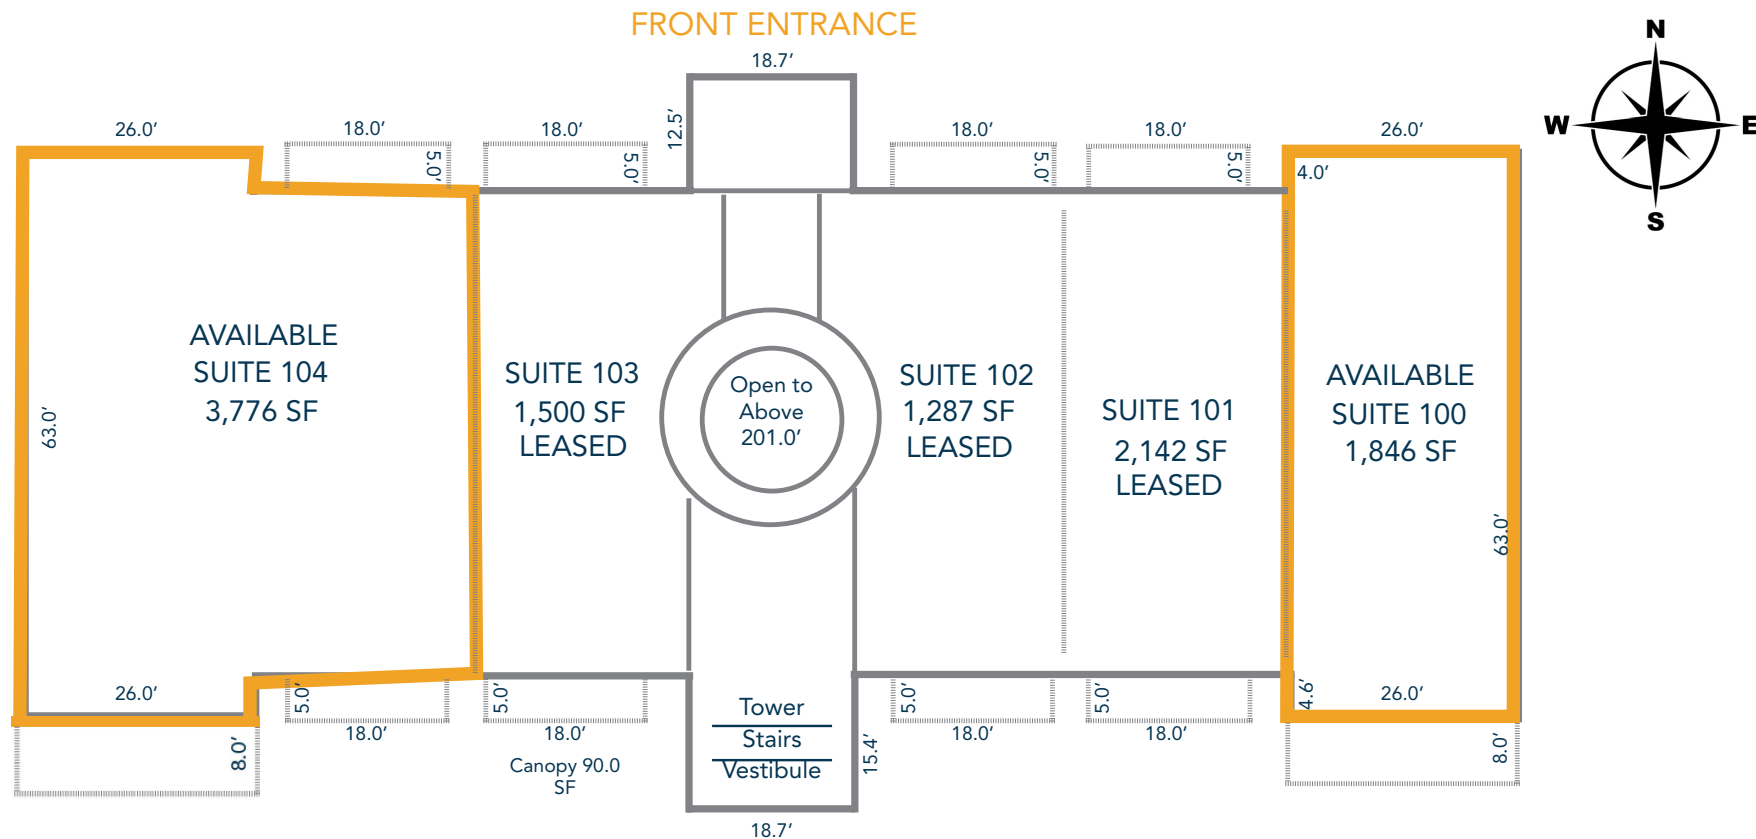 FRONT ENTRANCE
18.7'
N
W
E
S
26.0'
18.0'
18.0'
12.5'
18.0'
18.0'
26.0'
5.0'
5.0'
5.0'
5.0'
4.0'
AVAILABLE
SUITE 104
3,776 SF
63.0'
SUITE 103
1,500 SF
LEASED
Open to
Above
201.0'
SUITE 102
1,287 SF
LEASED
SUITE 101
2,142 SF
LEASED
AVAILABLE
SUITE 100
1,846 SF
63.0'
26.0'
5.0'
5.0'
5.0'
5.0'
4.6'
26.0'
8.0'
18.0'
18.0'
Canopy 90.0
SF
Tower
Stairs
Vestibule
15.4'
18.0'
18.0'
8.0'
18.7'